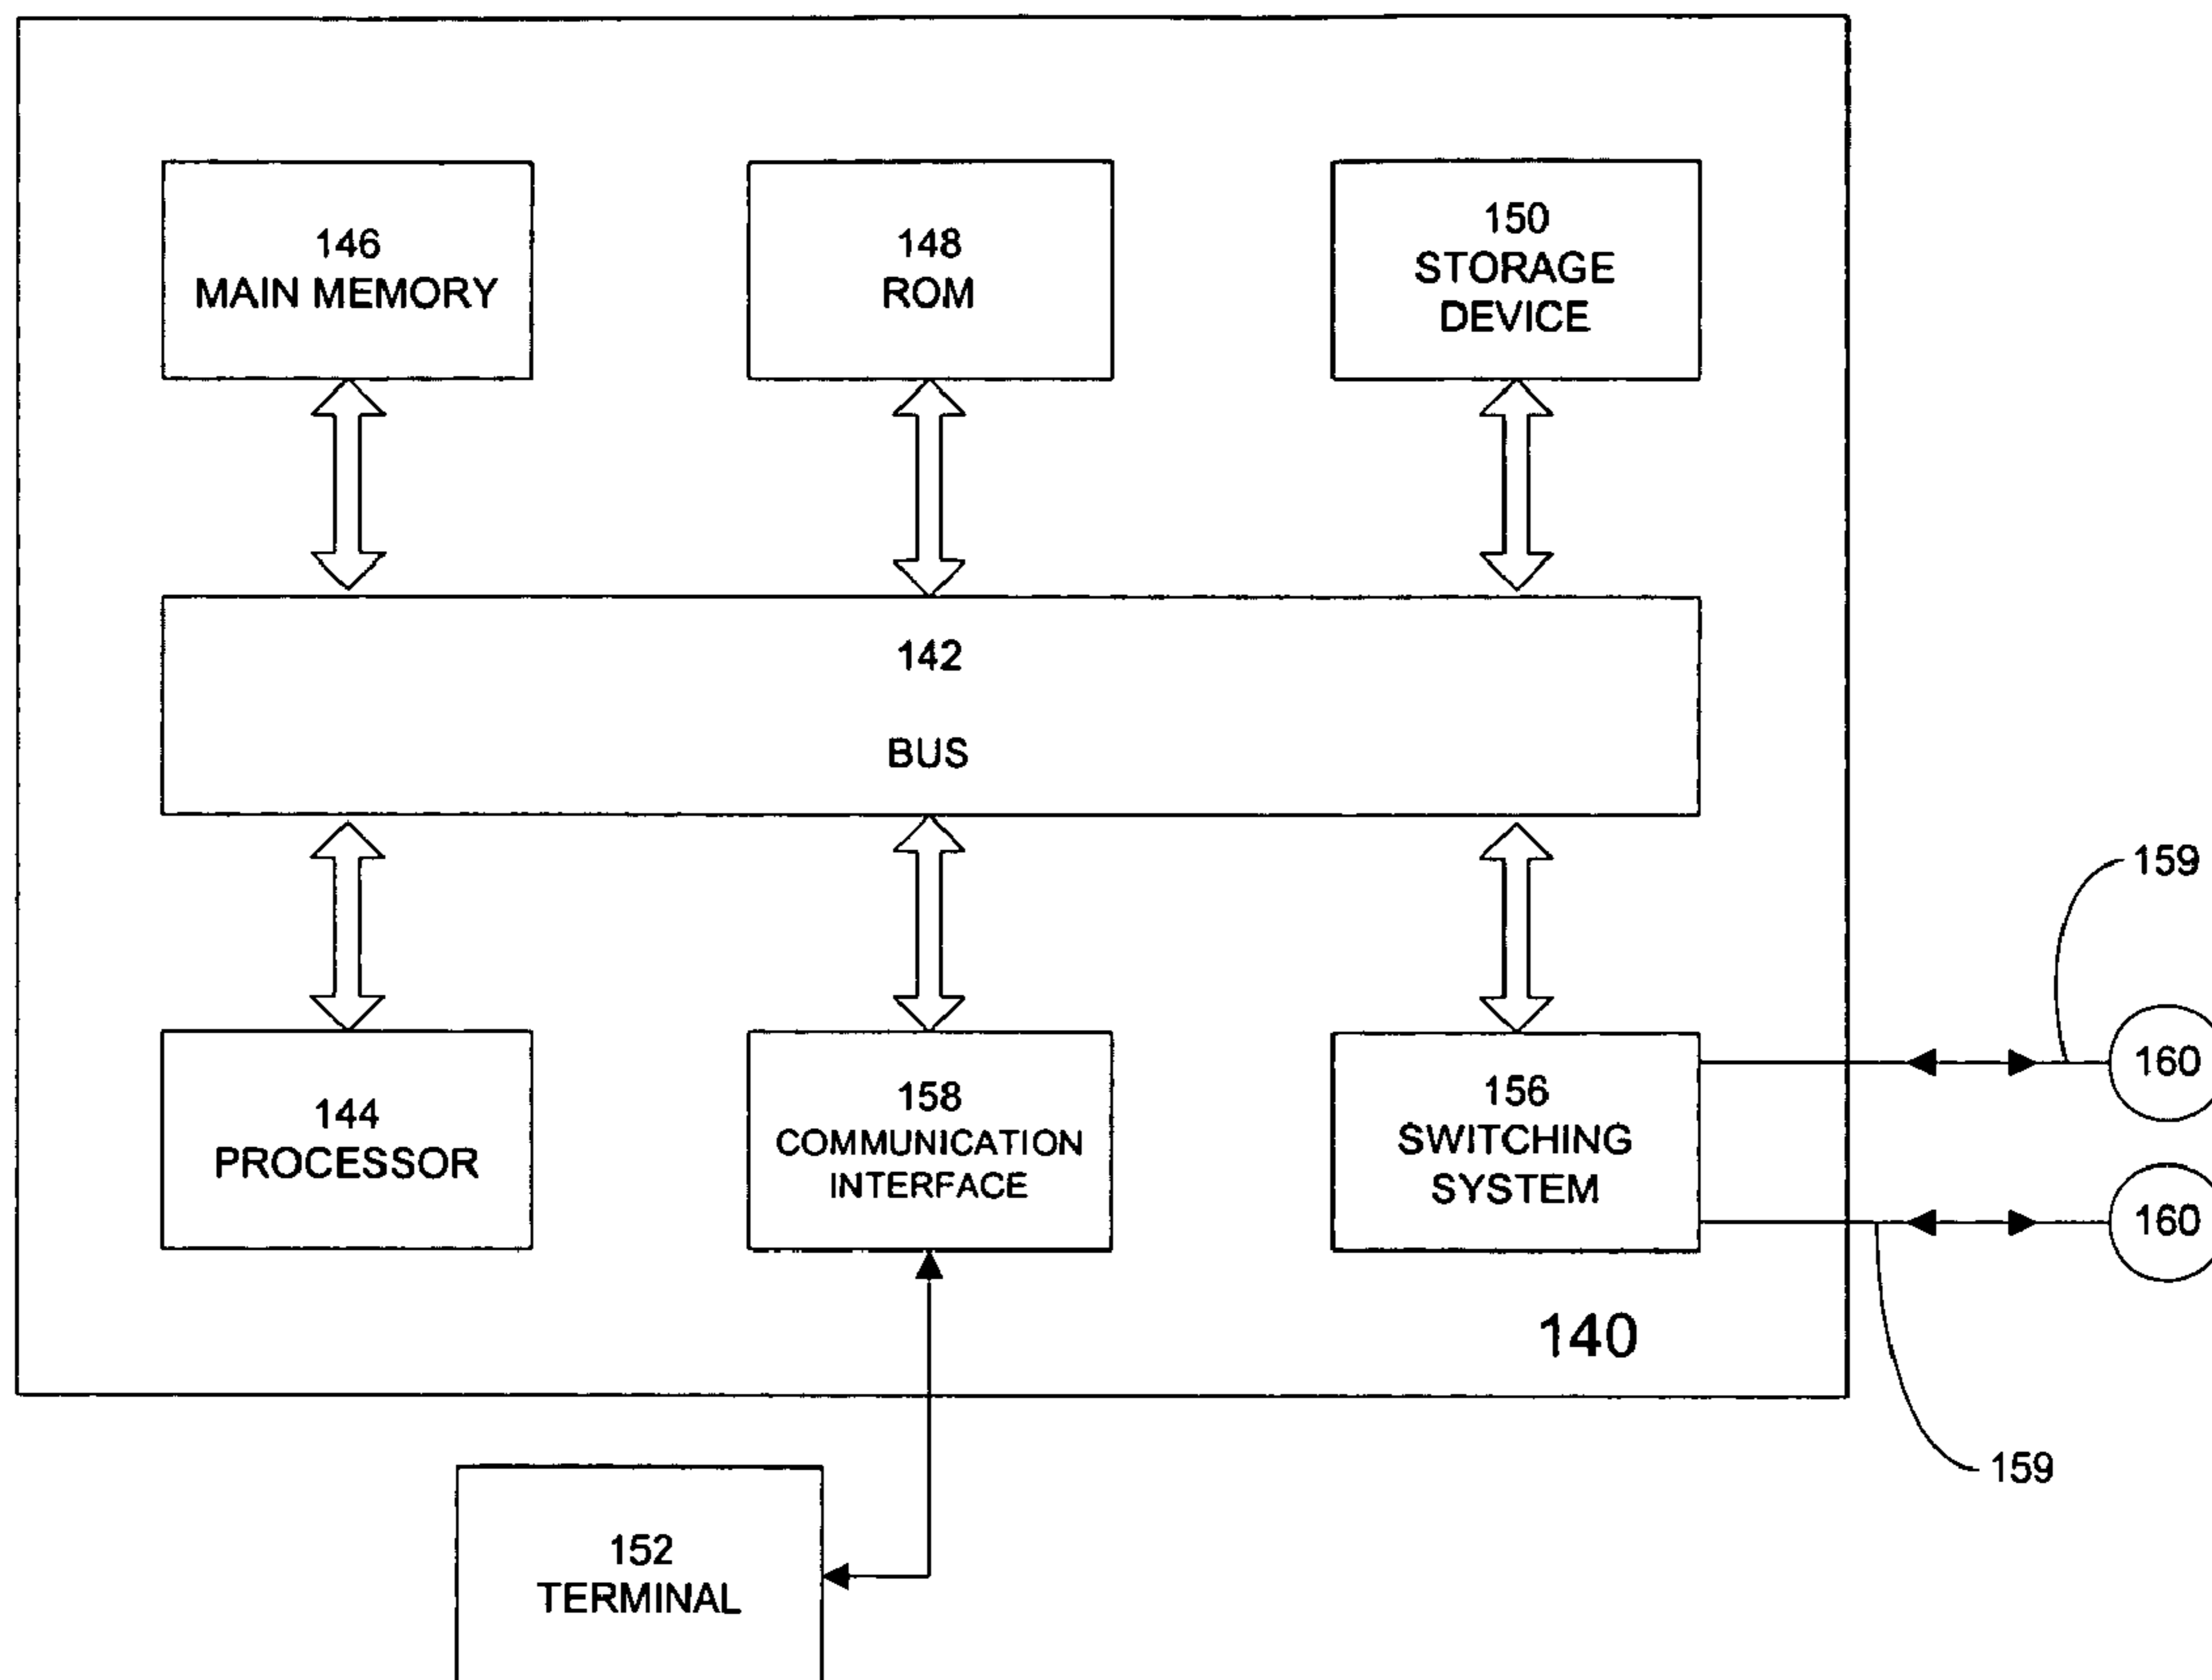 146
MAIN MEMORY
148
ROM
150
STORAGE
DEVICE
142
BUS
159
144
PROCESSOR
158
COMMUNICATION
INTERFACE
156
SWITCHING
SYSTEM
160
160
140
159
152
TERMINAL